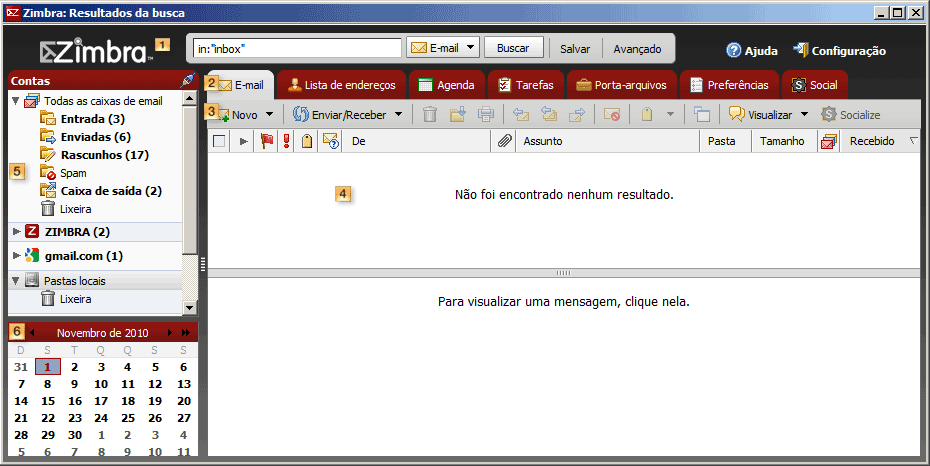 Zimbra: Resultados da busca
Zimbra™ 1 in:"inbox" E-mail Buscar Salvar Avançado Ajuda Configuração
Contas
2 E-mail Lista de endereços Agenda Tarefas Porta-arquivos Preferências Social
3 Novo Enviar/Receber Visualizar Socialize
De Assunto Pasta Tamanho Recebido
Todas as caixas de email
Entrada (3)
Enviadas (6)
Rascunhos (17)
5 Spam
Caixa de saída (2)
Lixeira
ZIMBRA (2)
gmail.com (1)
Pastas locais
Lixeira
4 Não foi encontrado nenhum resultado.
Para visualizar uma mensagem, clique nela.
6 Novembro de 2010
D S T Q Q S S
31 1 2 3 4 5 6
7 8 9 10 11 12 13
14 15 16 17 18 19 20
21 22 23 24 25 26 27
28 29 30 1 2 3 4
5 6 7 8 9 10 11